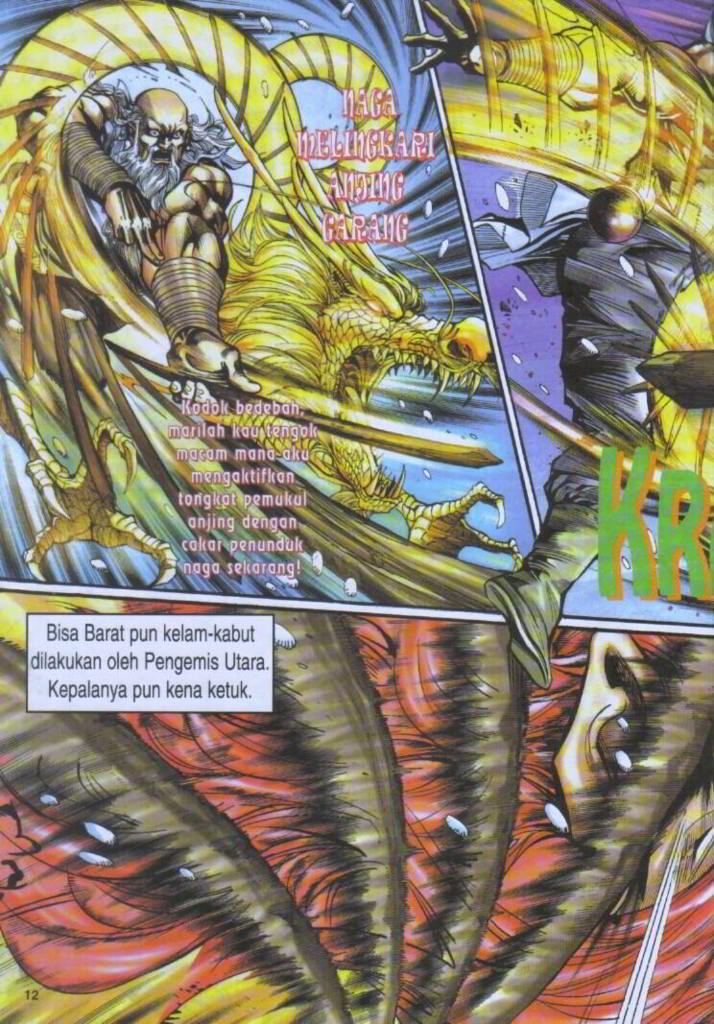 NAGA
MELINGKARI
ANJING
GARANG
Kodok bedebah,
marilah kau tengok
macam mana aku
mengaktifkan
tongkat pemukul
anjing dengan
cakar penunduk
naga sekarang!
KR
Bisa Barat pun kelam-kabut
dilakukan oleh Pengemis Utara.
Kepalanya pun kena ketuk.
12